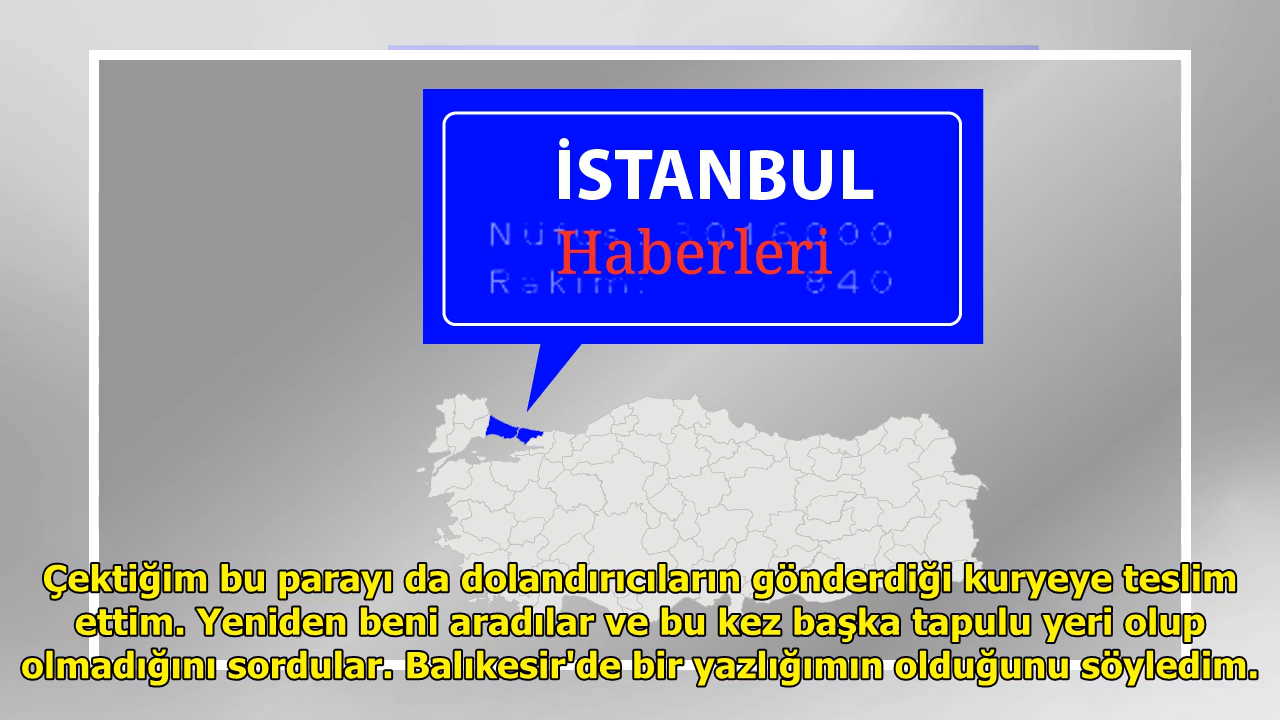 İSTANBUL
Haberleri
Çektiğim bu parayı da dolandırıcıların gönderdiği kuryeye teslim
ettim. Yeniden beni aradılar ve bu kez başka tapulu yeri olup
olmadığını sordular. Balıkesir'de bir yazlığımın olduğunu söyledim.